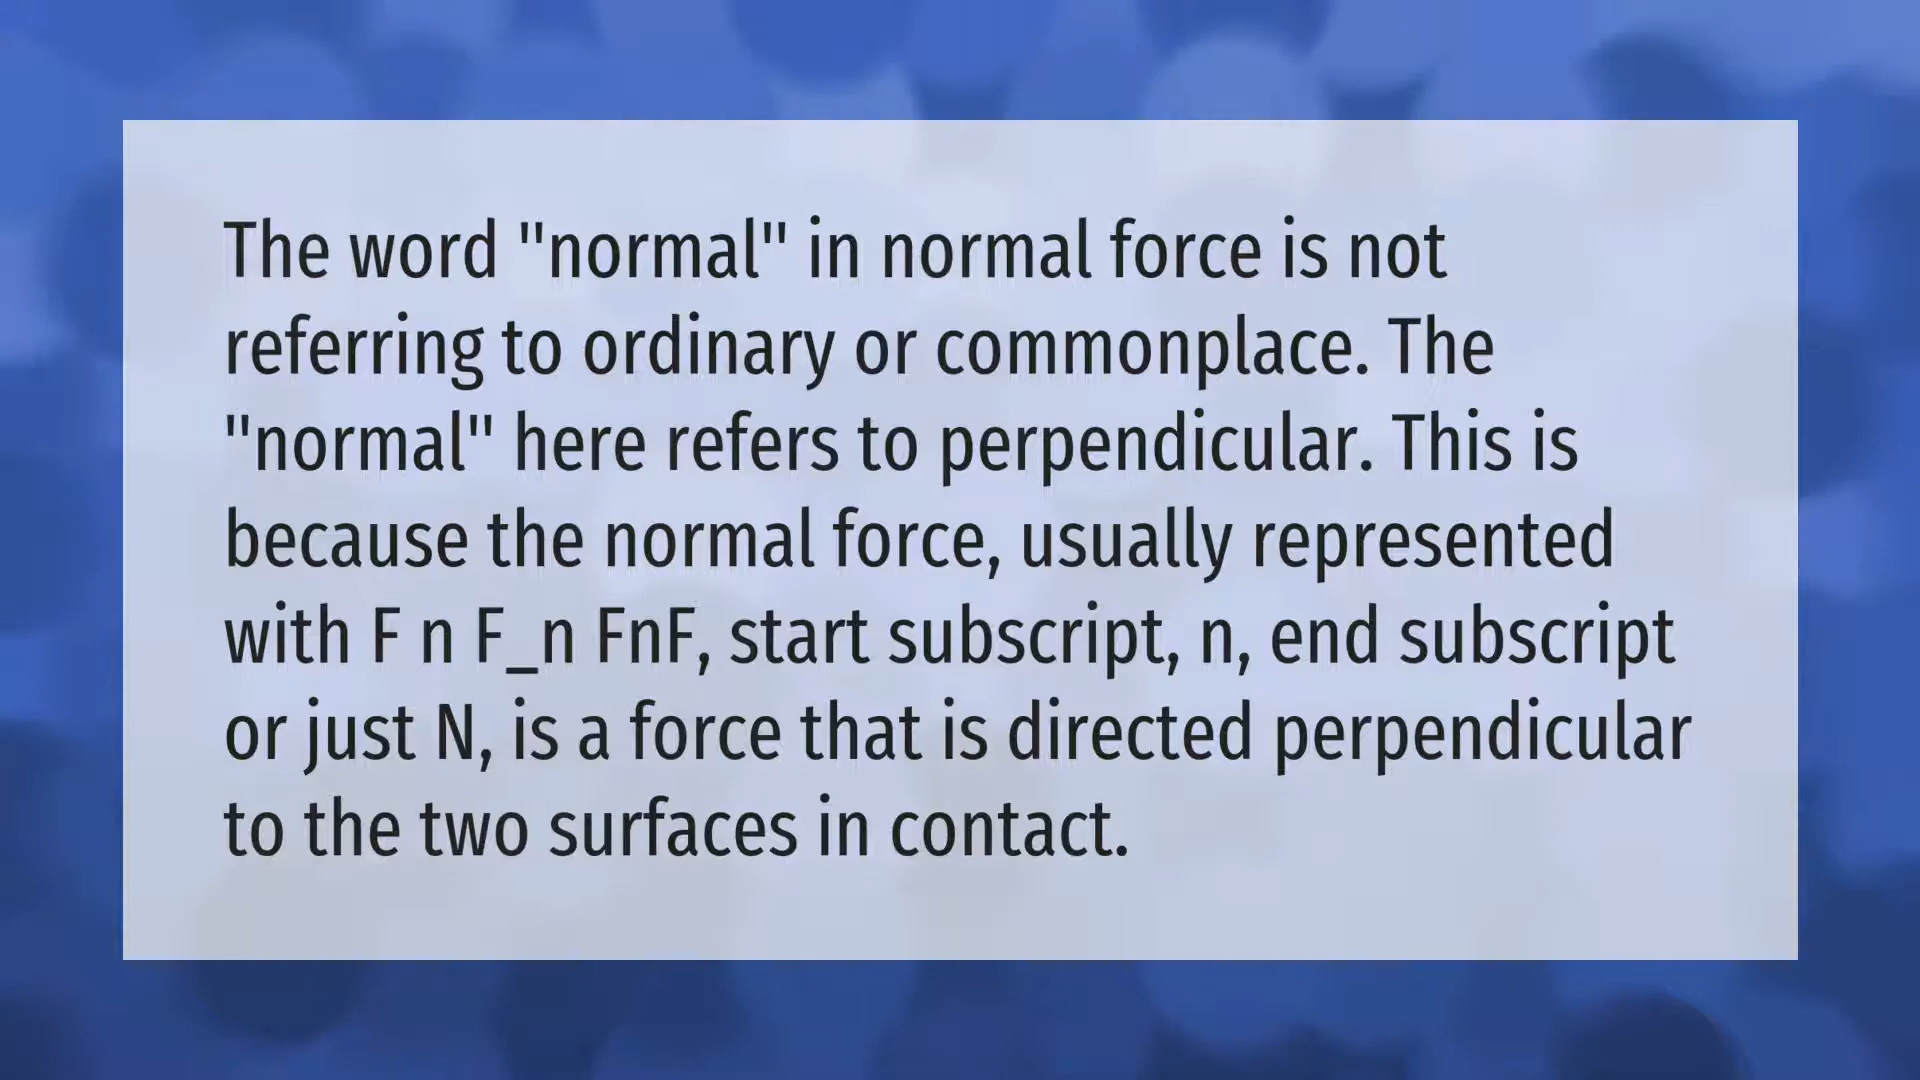 The word "normal" in normal force is not
referring to ordinary or commonplace. The
"normal" here refers to perpendicular. This is
because the normal force, usually represented
with F n F_n FnF, start subscript, n, end subscript
or just N, is a force that is directed perpendicular
to the two surfaces in contact.